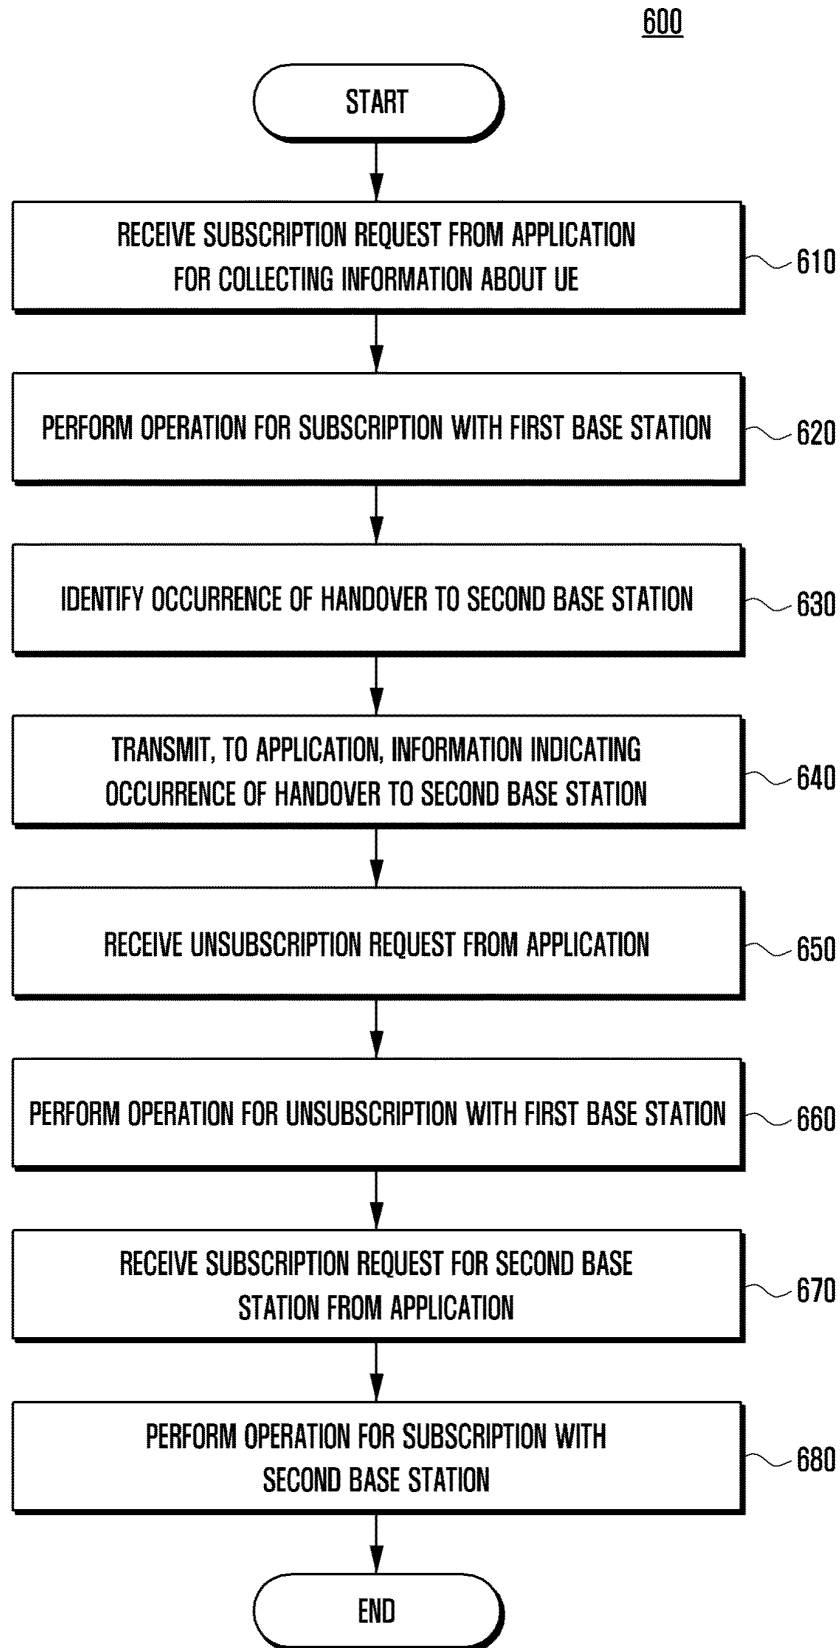 600
START
RECEIVE SUBSCRIPTION REQUEST FROM APPLICATION
FOR COLLECTING INFORMATION ABOUT UE
610
PERFORM OPERATION FOR SUBSCRIPTION WITH FIRST BASE STATION
620
IDENTIFY OCCURRENCE OF HANDOVER TO SECOND BASE STATION
630
TRANSMIT, TO APPLICATION, INFORMATION INDICATING
OCCURRENCE OF HANDOVER TO SECOND BASE STATION
640
RECEIVE UNSUBSCRIPTION REQUEST FROM APPLICATION
650
PERFORM OPERATION FOR UNSUBSCRIPTION WITH FIRST BASE STATION
660
RECEIVE SUBSCRIPTION REQUEST FOR SECOND BASE
STATION FROM APPLICATION
670
PERFORM OPERATION FOR SUBSCRIPTION WITH
SECOND BASE STATION
680
END